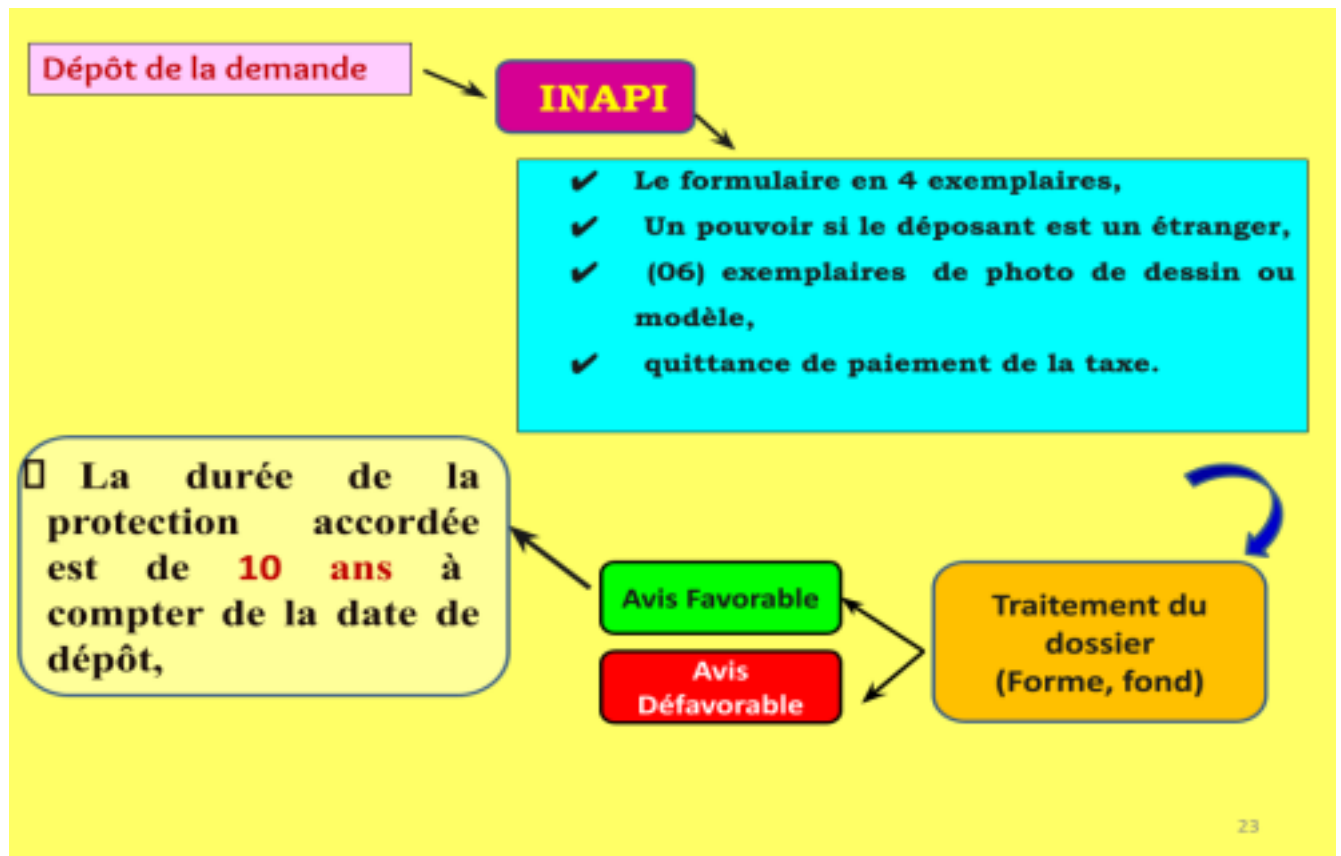 Dépôt de la demande
INAPI
✔ Le formulaire en 4 exemplaires,
✔ Un pouvoir si le déposant est un étranger,
✔ (06) exemplaires de photo de dessin ou
modèle,
✔ quittance de paiement de la taxe.
La durée de la
protection accordée
est de 10 ans à
compter de la date de
dépôt,
Avis Favorable
Avis
Défavorable
Traitement du
dossier
(Forme, fond)
23